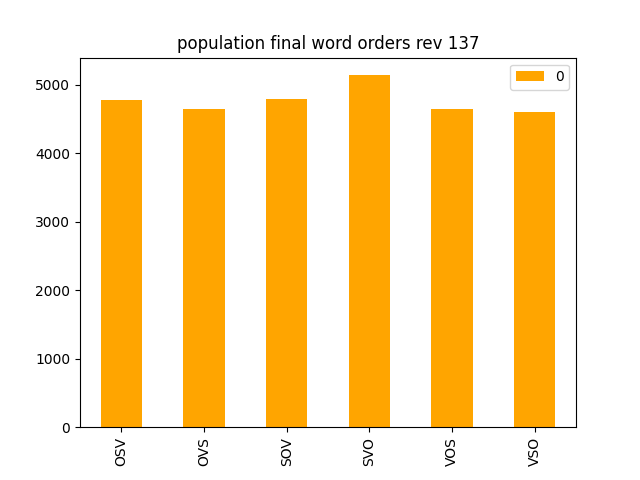 population final word orders rev 137
0
5000
4000
3000
2000
1000
0
OSV
OVS
SOV
SVO
VOS
VSO